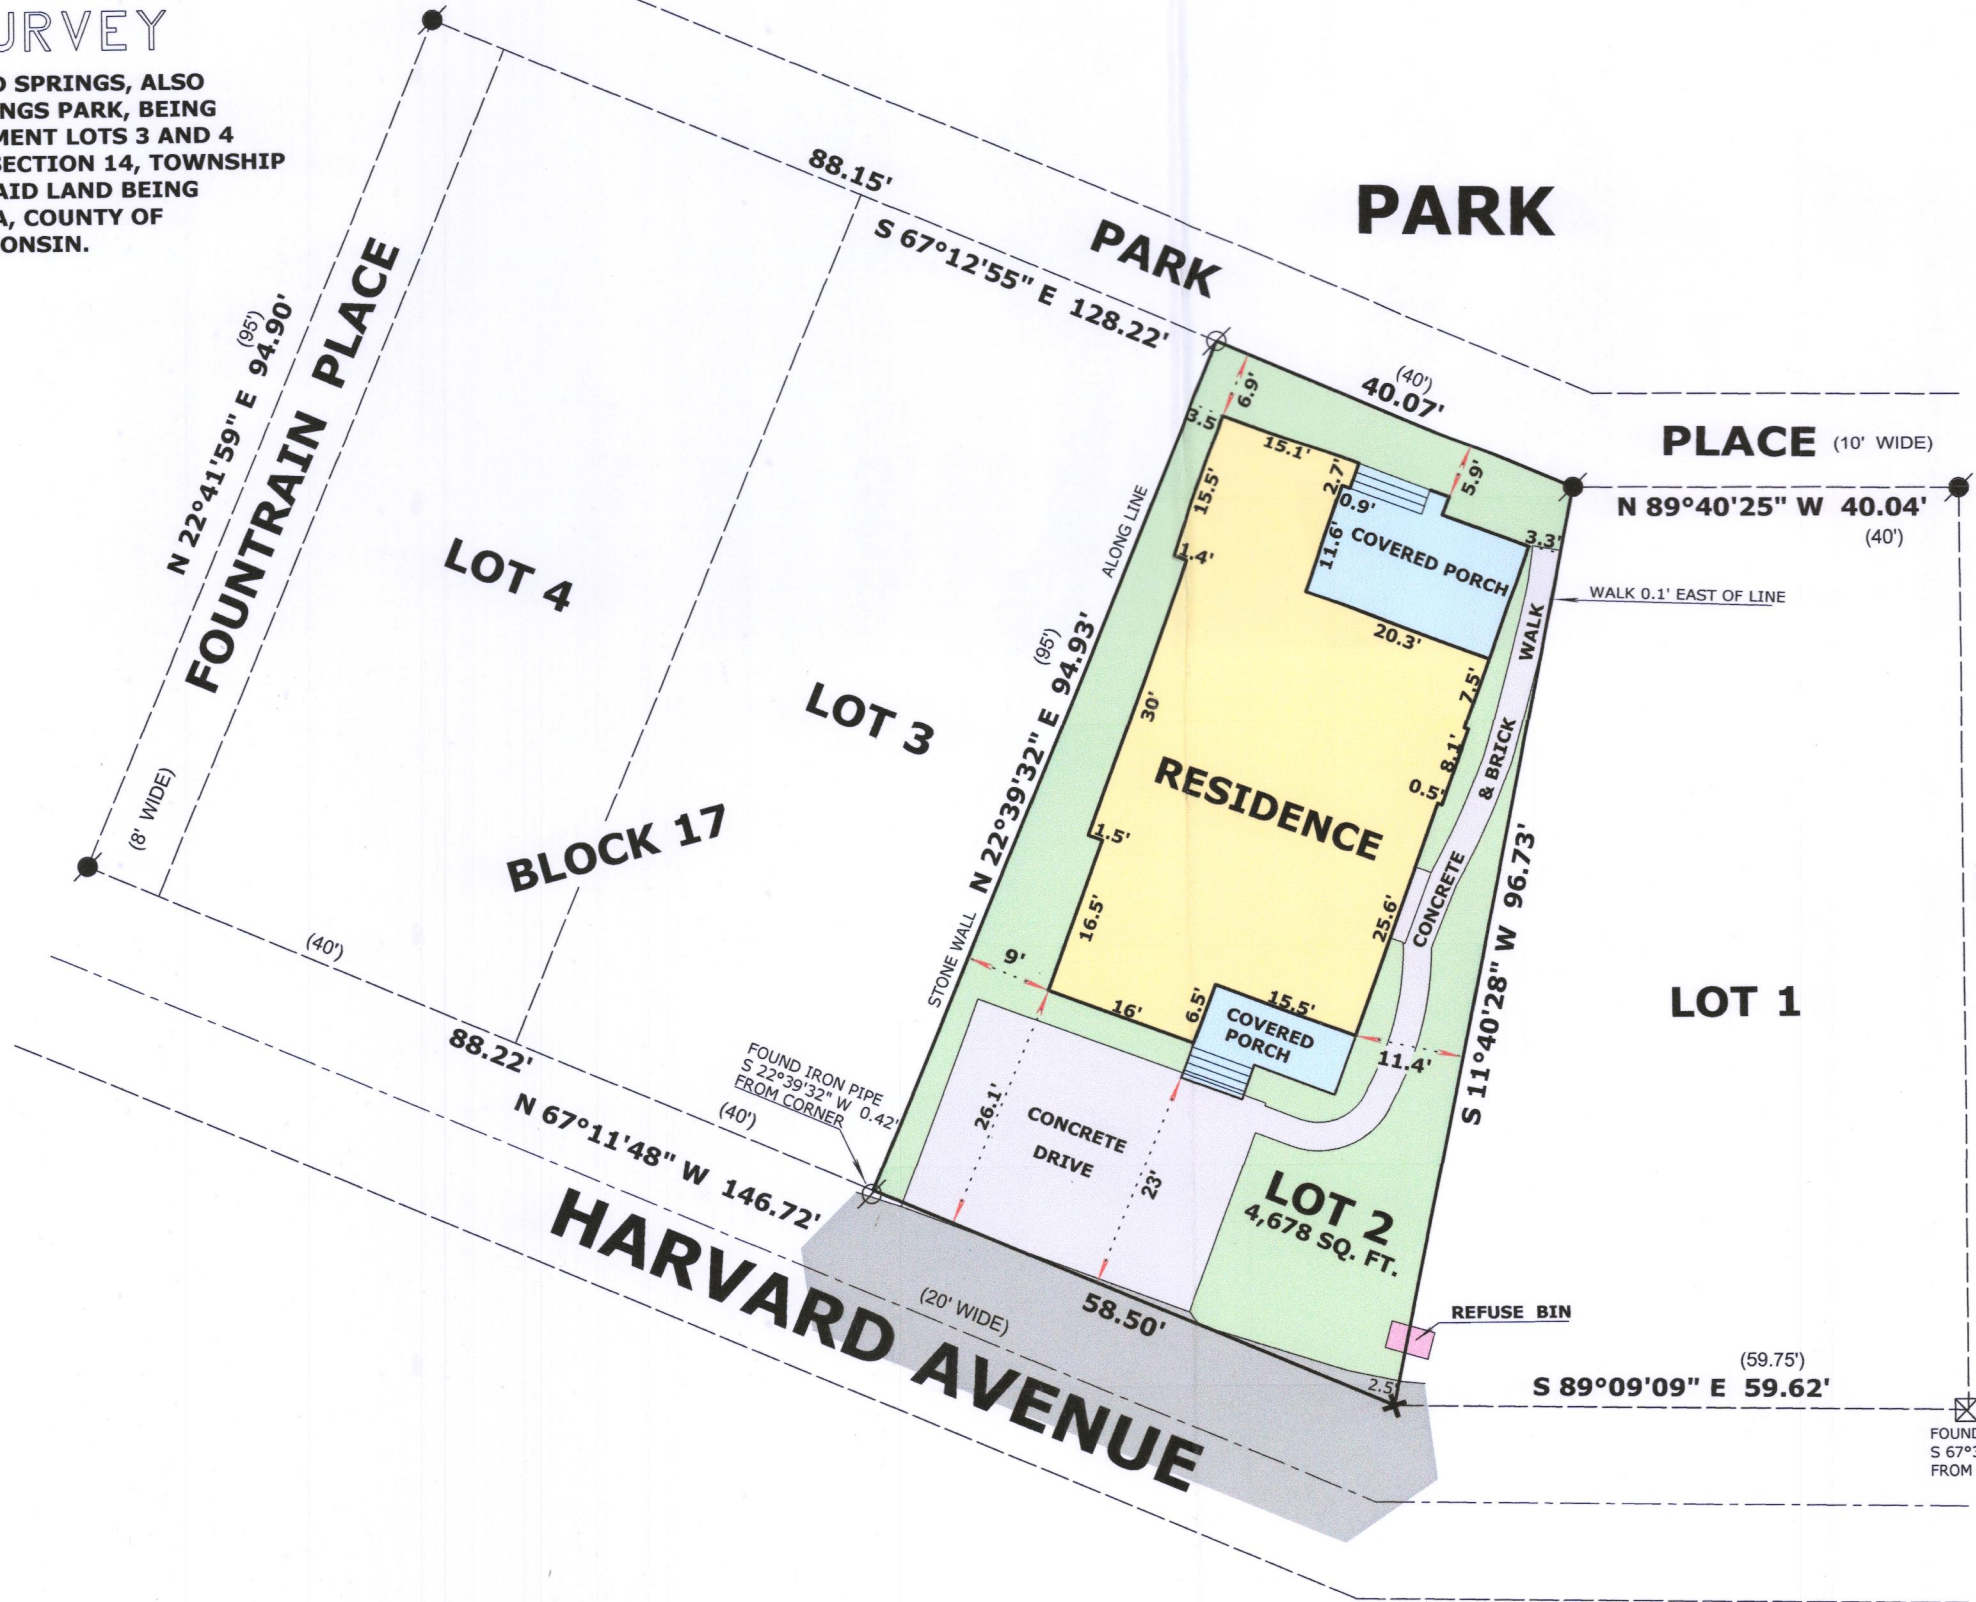 URVEY
SPRINGS, ALSO
NGS PARK, BEING
MENT LOTS 3 AND 4
SECTION 14, TOWNSHIP
AID LAND BEING
A, COUNTY OF
ONSIN.
PARK
PARK
PLACE (10' WIDE)
N 89°40'25" W 40.04'
(40')
88.15'
S 67°12'55" E 128.22'
(40')
40.07'
N 22°41'59" E 94.90'
(95')
FOUNTRAIN PLACE
(8' WIDE)
LOT 4
LOT 3
BLOCK 17
6.9'
3.5'
15.1'
2.7'
5.9'
0.9'
15.5'
11.6'
COVERED PORCH
3.3'
1.4'
20.3'
WALK 0.1' EAST OF LINE
ALONG LINE
(95')
N 22°39'32" E 94.93'
STONE WALL
30'
7.5'
8.1'
0.5'
RESIDENCE
1.5'
16.5'
25.6'
WALK
& BRICK
CONCRETE
S 11°40'28" W 96.73'
LOT 1
9'
16'
6.5'
15.5'
COVERED
PORCH
11.4'
26.1'
CONCRETE
DRIVE
23'
LOT 2
4,678 SQ. FT.
FOUND IRON PIPE
S 22°39'32" W 0.42'
FROM CORNER
(40')
88.22'
(40')
N 67°11'48" W 146.72'
HARVARD AVENUE
(20' WIDE)
58.50'
REFUSE BIN
2.5'
(59.75')
S 89°09'09" E 59.62'
FOUND
S 67°3
FROM